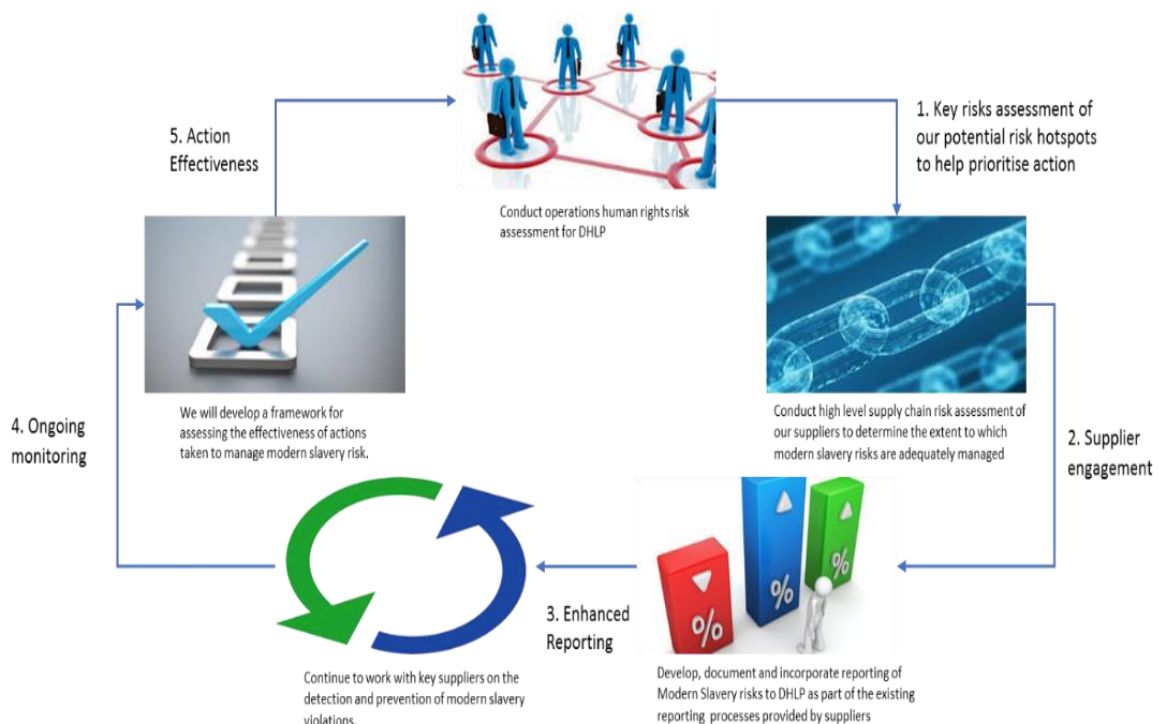 1. Key risks assessment of
our potential risk hotspots
to help prioritise action
5. Action
Effectiveness
Conduct operations human rights risk
assessment for DHLP
We will develop a framework for
assessing the effectiveness of actions
taken to manage modern slavery risk.
Conduct high level supply chain risk assessment of
our suppliers to determine the extent to which
modern slavery risks are adequately managed
4. Ongoing
monitoring
2. Supplier
engagement
%
%
%
3. Enhanced
Reporting
Continue to work with key suppliers on the
detection and prevention of modern slavery
violations.
Develop, document and incorporate reporting of
Modern Slavery risks to DHLP as part of the existing
reporting processes provided by suppliers